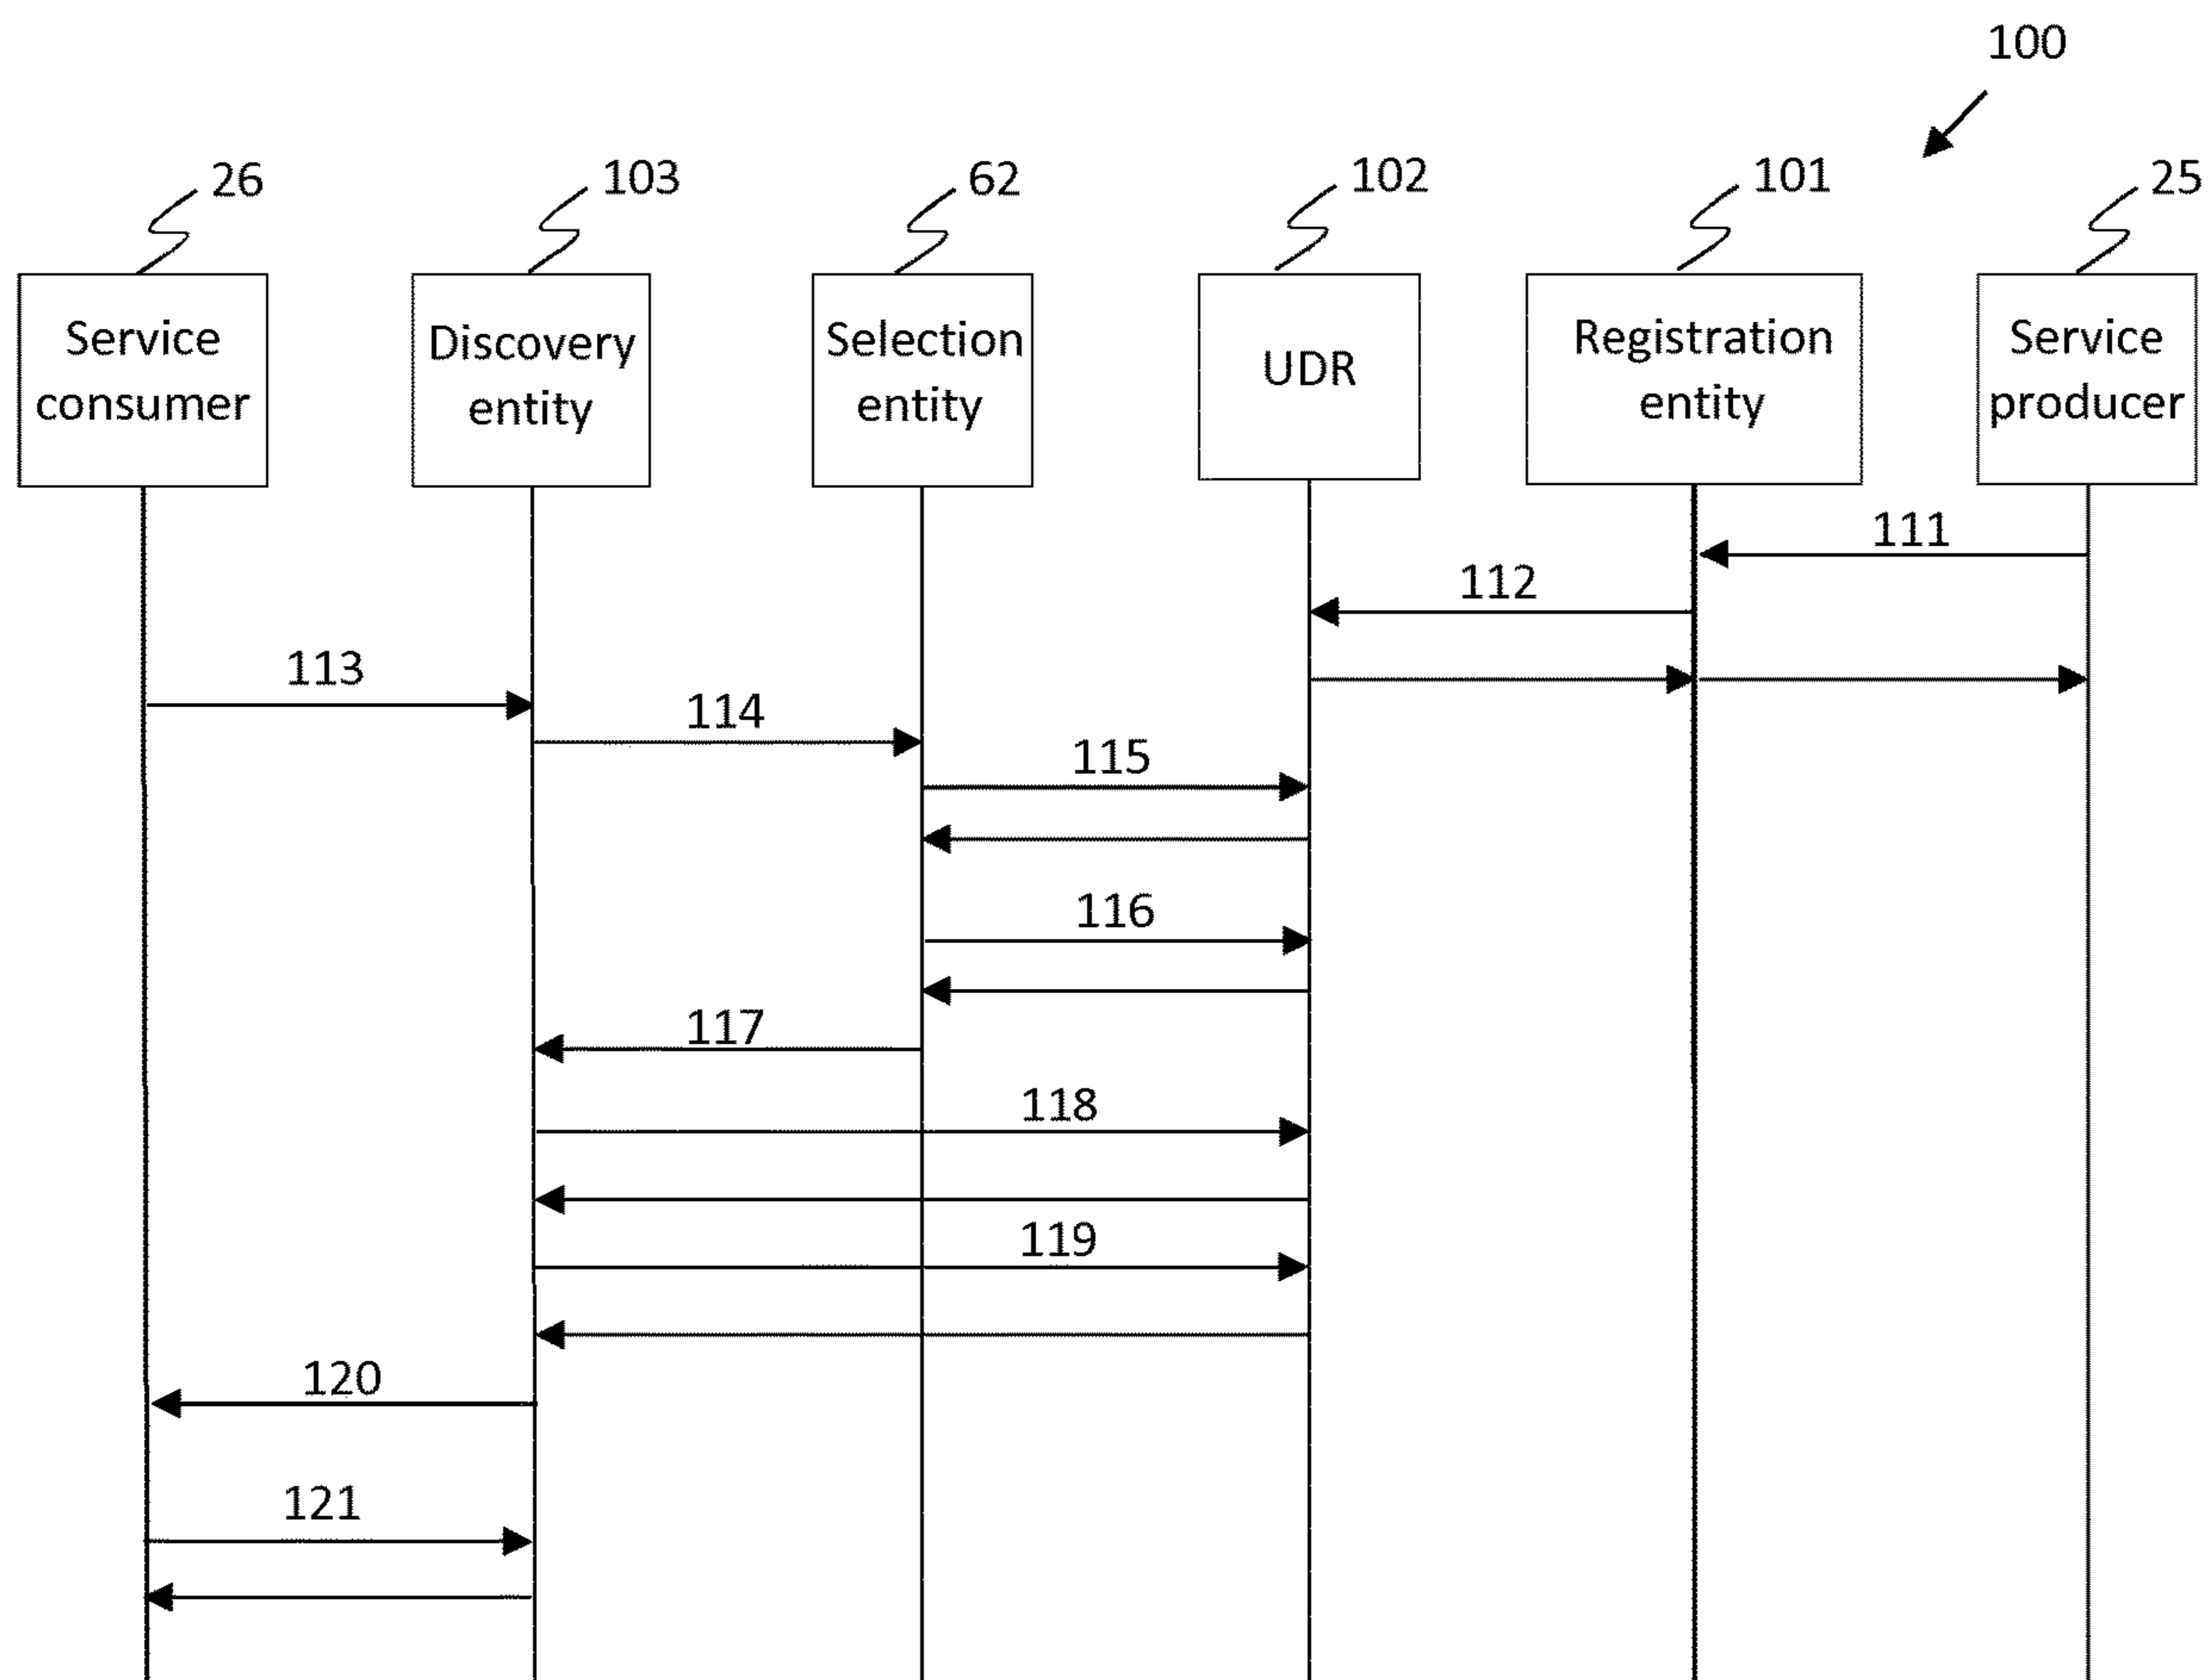 100
26
103
62
102
101
25
Service
consumer
Discovery
entity
Selection
entity
UDR
Registration
entity
Service
producer
111
112
113
114
115
116
117
118
119
120
121